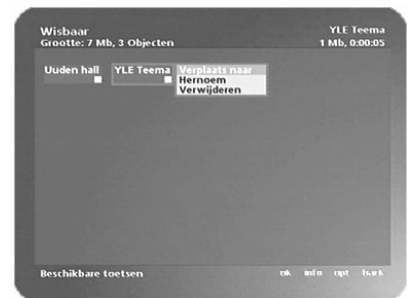 Wisbaar
YLE Teema
Grootte: 7 Mb, 3 Objecten
1 Mb, 0:00:05
Uuden hall
YLE Teema
Verplaats naar
Hernoem
Verwijderen
Beschikbare toetsen
ok info opt back